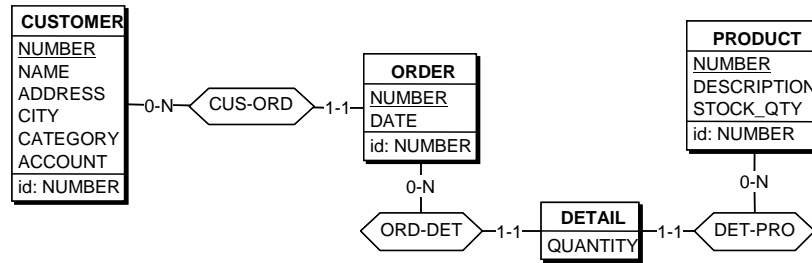 CUSTOMER
NUMBER
NAME
ADDRESS
CITY
CATEGORY
ACCOUNT
id: NUMBER
0-N
CUS-ORD
1-1
ORDER
NUMBER
DATE
id: NUMBER
0-N
ORD-DET
1-1
DETAIL
QUANTITY
1-1
DET-PRO
0-N
PRODUCT
NUMBER
DESCRIPTION
STOCK_QTY
id: NUMBER